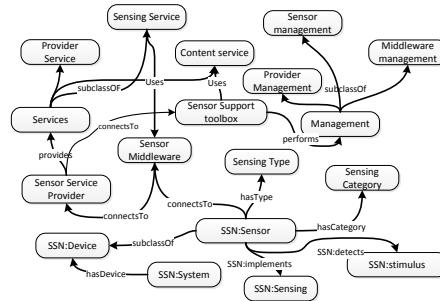 Sensing Service
Sensor
management
Provider
Service
Content service
Middleware
management
Provider
Management
subclassOF
Uses
Uses
subclassOf
Services
Sensor Support
toolbox
Management
connectsTo
performs
provides
Sensor
Middleware
Sensing Type
Sensor Service
Provider
Sensing
Category
connectsTo
connectsTo
hasType
SSN:Sensor
hasCategory
SSN:Device
subclassOf
SSN:detects
hasDevice
SSN:System
SSN:implements
SSN:stimulus
SSN:Sensing